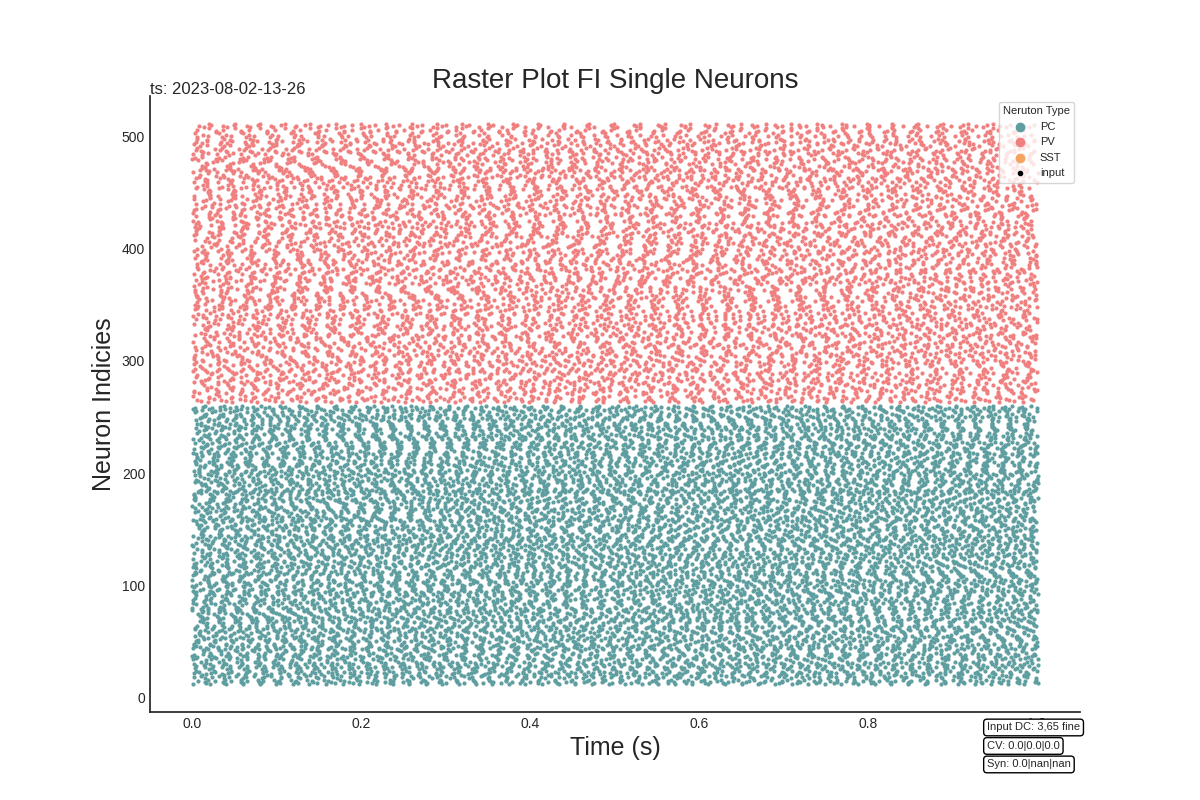 Raster Plot FI Single Neurons
ts: 2023-08-02-13-26
Neruton Type
PC
PV
SST
input
Neuron Indicies
500
400
300
200
100
0
0.0 0.2 0.4 0.6 0.8
Time (s)
Input DC: 3,65 fine
CV: 0.0|0.0|0.0
Syn: 0.0|nan|nan